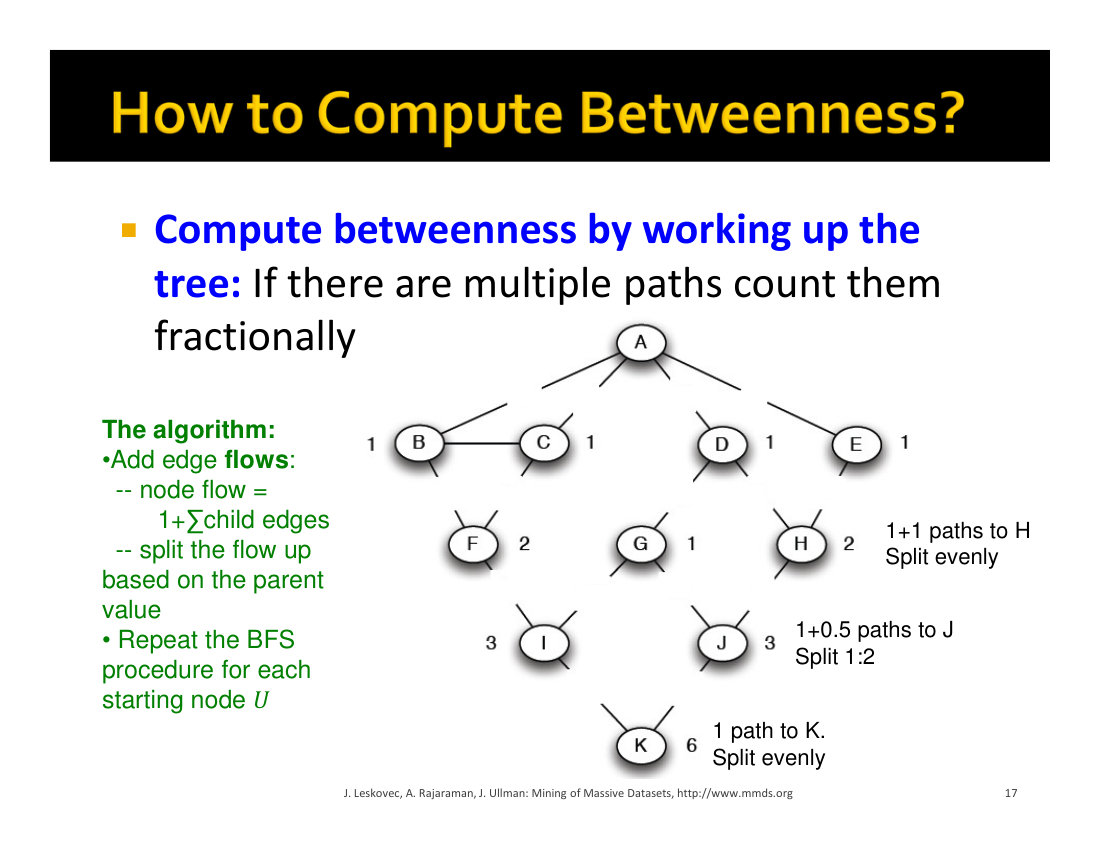 How to Compute Betweenness?
Compute betweenness by working up the
tree: If there are multiple paths count them
fractionally
The algorithm:
•Add edge flows:
-- node flow =
1+∑child edges
-- split the flow up
based on the parent
value
• Repeat the BFS
procedure for each
starting node U
A
1 B C 1 D 1 E 1
F 2 G 1 H 2
1+1 paths to H
Split evenly
3 I J 3
1+0.5 paths to J
Split 1:2
K 6
1 path to K.
Split evenly
J. Leskovec, A. Rajaraman, J. Ullman: Mining of Massive Datasets, http://www.mmds.org
17